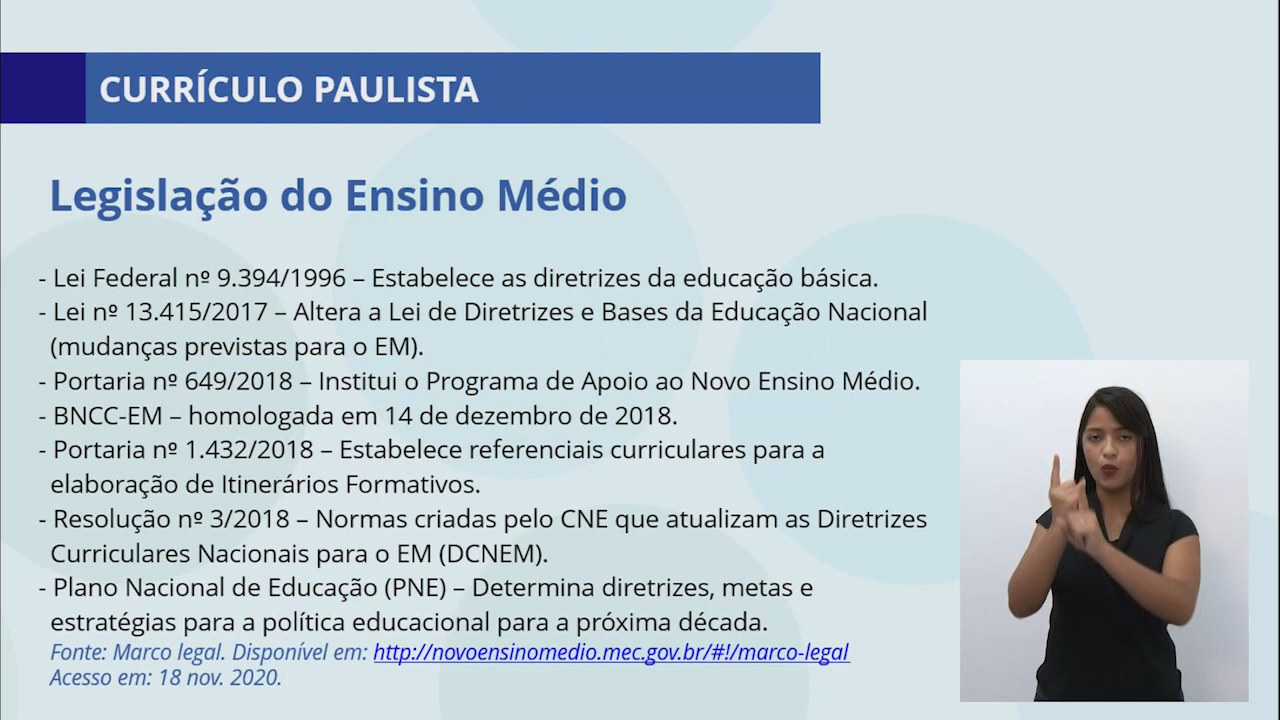 CURRÍCULO PAULISTA
Legislação do Ensino Médio
- Lei Federal nº 9.394/1996 – Estabelece as diretrizes da educação básica.
- Lei nº 13.415/2017 – Altera a Lei de Diretrizes e Bases da Educação Nacional
(mudanças previstas para o EM).
- Portaria nº 649/2018 – Institui o Programa de Apoio ao Novo Ensino Médio.
- BNCC-EM – homologada em 14 de dezembro de 2018.
- Portaria nº 1.432/2018 – Estabelece referenciais curriculares para a
elaboração de Itinerários Formativos.
- Resolução nº 3/2018 – Normas criadas pelo CNE que atualizam as Diretrizes
Curriculares Nacionais para o EM (DCNEM).
- Plano Nacional de Educação (PNE) – Determina diretrizes, metas e
estratégias para a política educacional para a próxima década.
Fonte: Marco legal. Disponível em: http://novoensinomedio.mec.gov.br/#!/marco-legal
Acesso em: 18 nov. 2020.